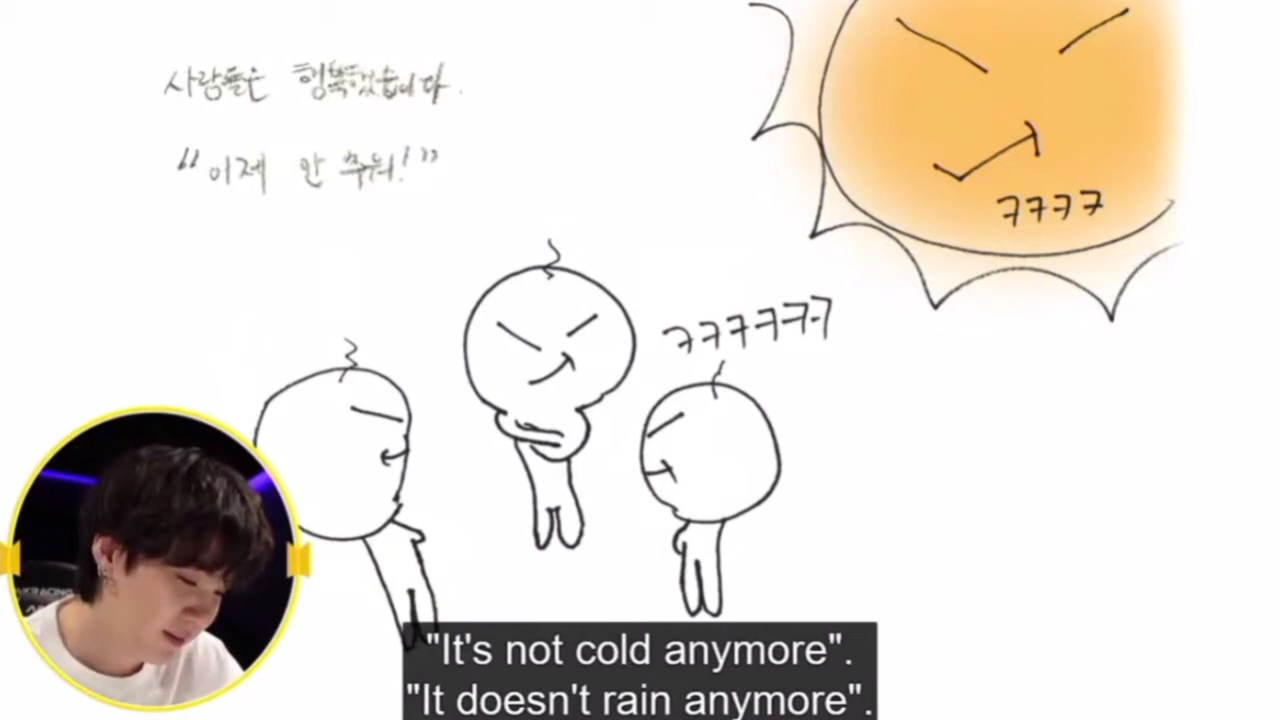 사람들은 행복했습니다.
“이제 안 추워!”
ㅋㅋㅋㅋ
ㅋㅋㅋㅋㅋㅋ
"It's not cold anymore".
"It doesn't rain anymore".